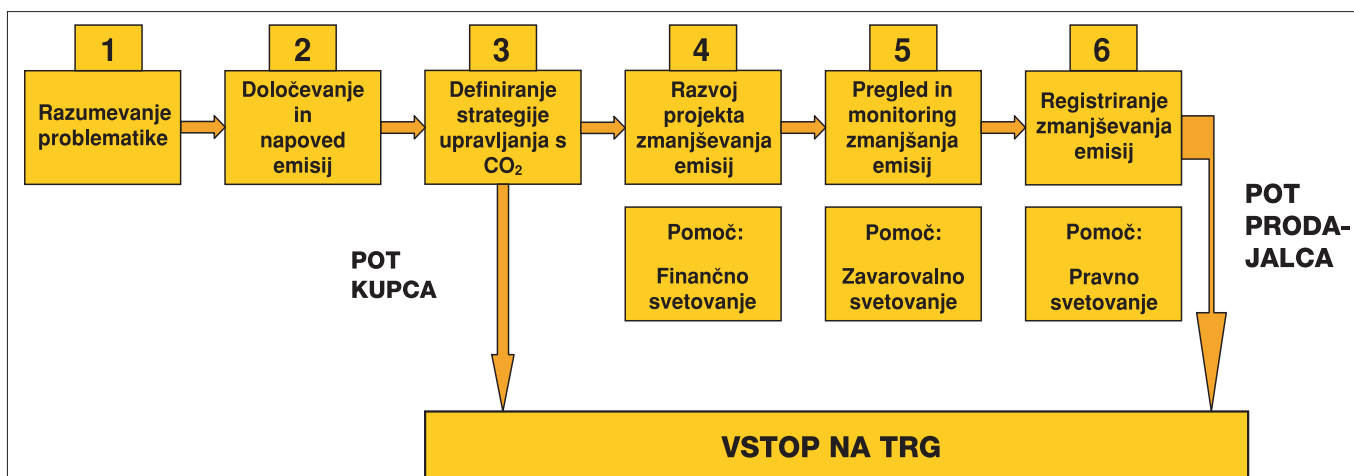 1
Razumevanje
problematike
2
Določevanje
in
napoved
emisij
3
Definiranje
strategije
upravljanja s
CO₂
4
Razvoj
projekta
zmanjševanja
emisij
5
Pregled in
monitoring
zmanjšanja
emisij
6
Registriranje
zmanjševanja
emisij
Pomoč:
Finančno
svetovanje
Pomoč:
Zavarovalno
svetovanje
Pomoč:
Pravno
svetovanje
POT
KUPCA
POT
PRODA-
JALCA
VSTOP NA TRG